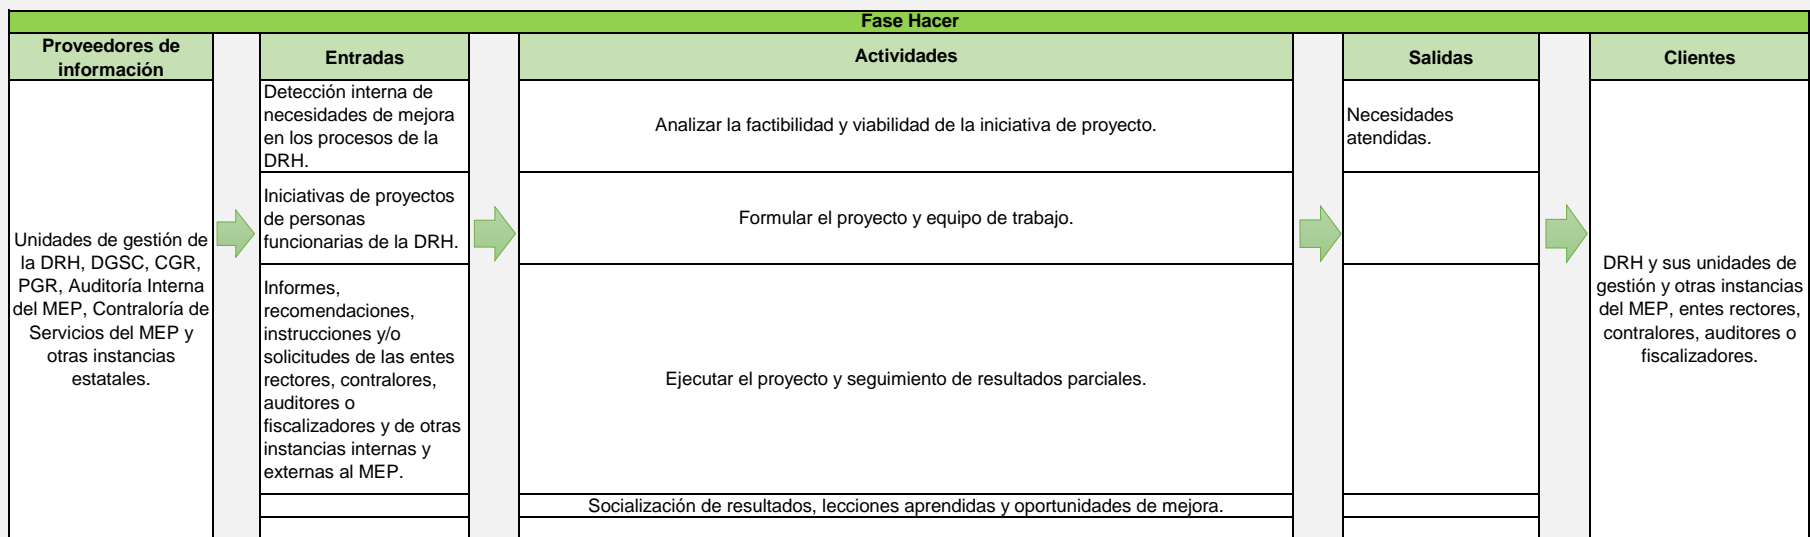 Fase Hacer
Proveedores de
información
Entradas
Actividades
Salidas
Clientes
Unidades de gestión de
la DRH, DGSC, CGR,
PGR, Auditoría Interna
del MEP, Contraloría de
Servicios del MEP y
otras instancias
estatales.
Detección interna de
necesidades de mejora
en los procesos de la
DRH.
Iniciativas de proyectos
de personas
funcionarias de la DRH.
Informes,
recomendaciones,
instrucciones y/o
solicitudes de las entes
rectores, contralores,
auditores o
fiscalizadores y de otras
instancias internas y
externas al MEP.
Analizar la factibilidad y viabilidad de la iniciativa de proyecto.
Formular el proyecto y equipo de trabajo.
Ejecutar el proyecto y seguimiento de resultados parciales.
Socialización de resultados, lecciones aprendidas y oportunidades de mejora.
Necesidades
atendidas.
DRH y sus unidades de
gestión y otras instancias
del MEP, entes rectores,
contralores, auditores o
fiscalizadores.